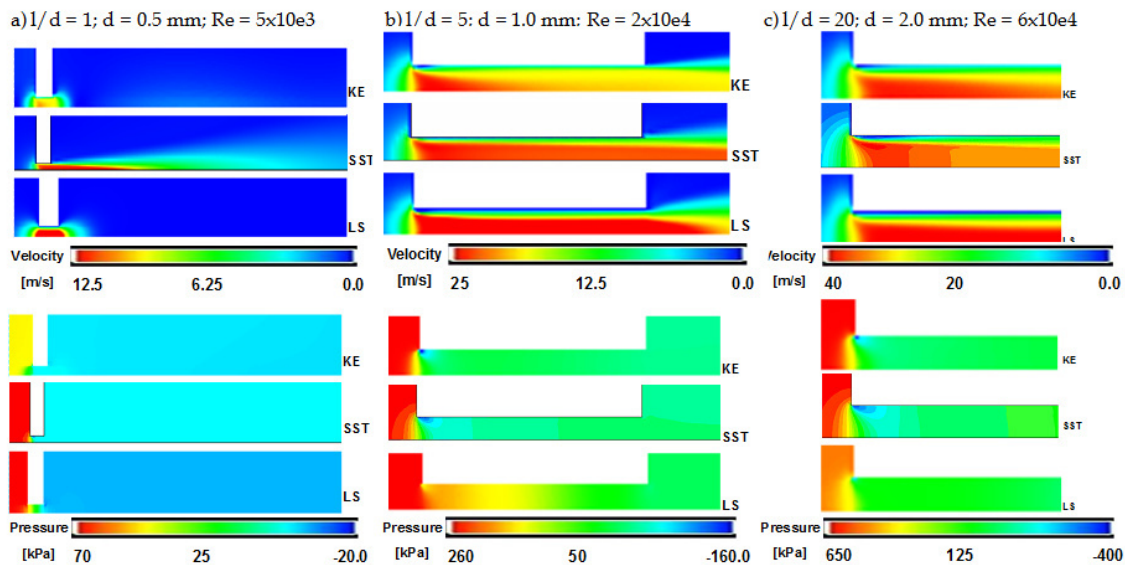 a) l/d = 1; d = 0.5 mm; Re = 5x10e3
KE
SST
LS
Velocity
[m/s]
12.5 6.25 0.0
KE
SST
LS
Pressure
[kPa]
70 25 -20.0
b) l/d = 5: d = 1.0 mm: Re = 2x10e4
KE
SST
LS
Velocity
[m/s]
25 12.5 0.0
KE
SST
LS
Pressure
[kPa]
260 50 -160.0
c) l/d = 20; d = 2.0 mm; Re = 6x10e4
KE
SST
LS
Velocity
[m/s]
40 20 0.0
KE
SST
LS
Pressure
[kPa]
650 125 -400